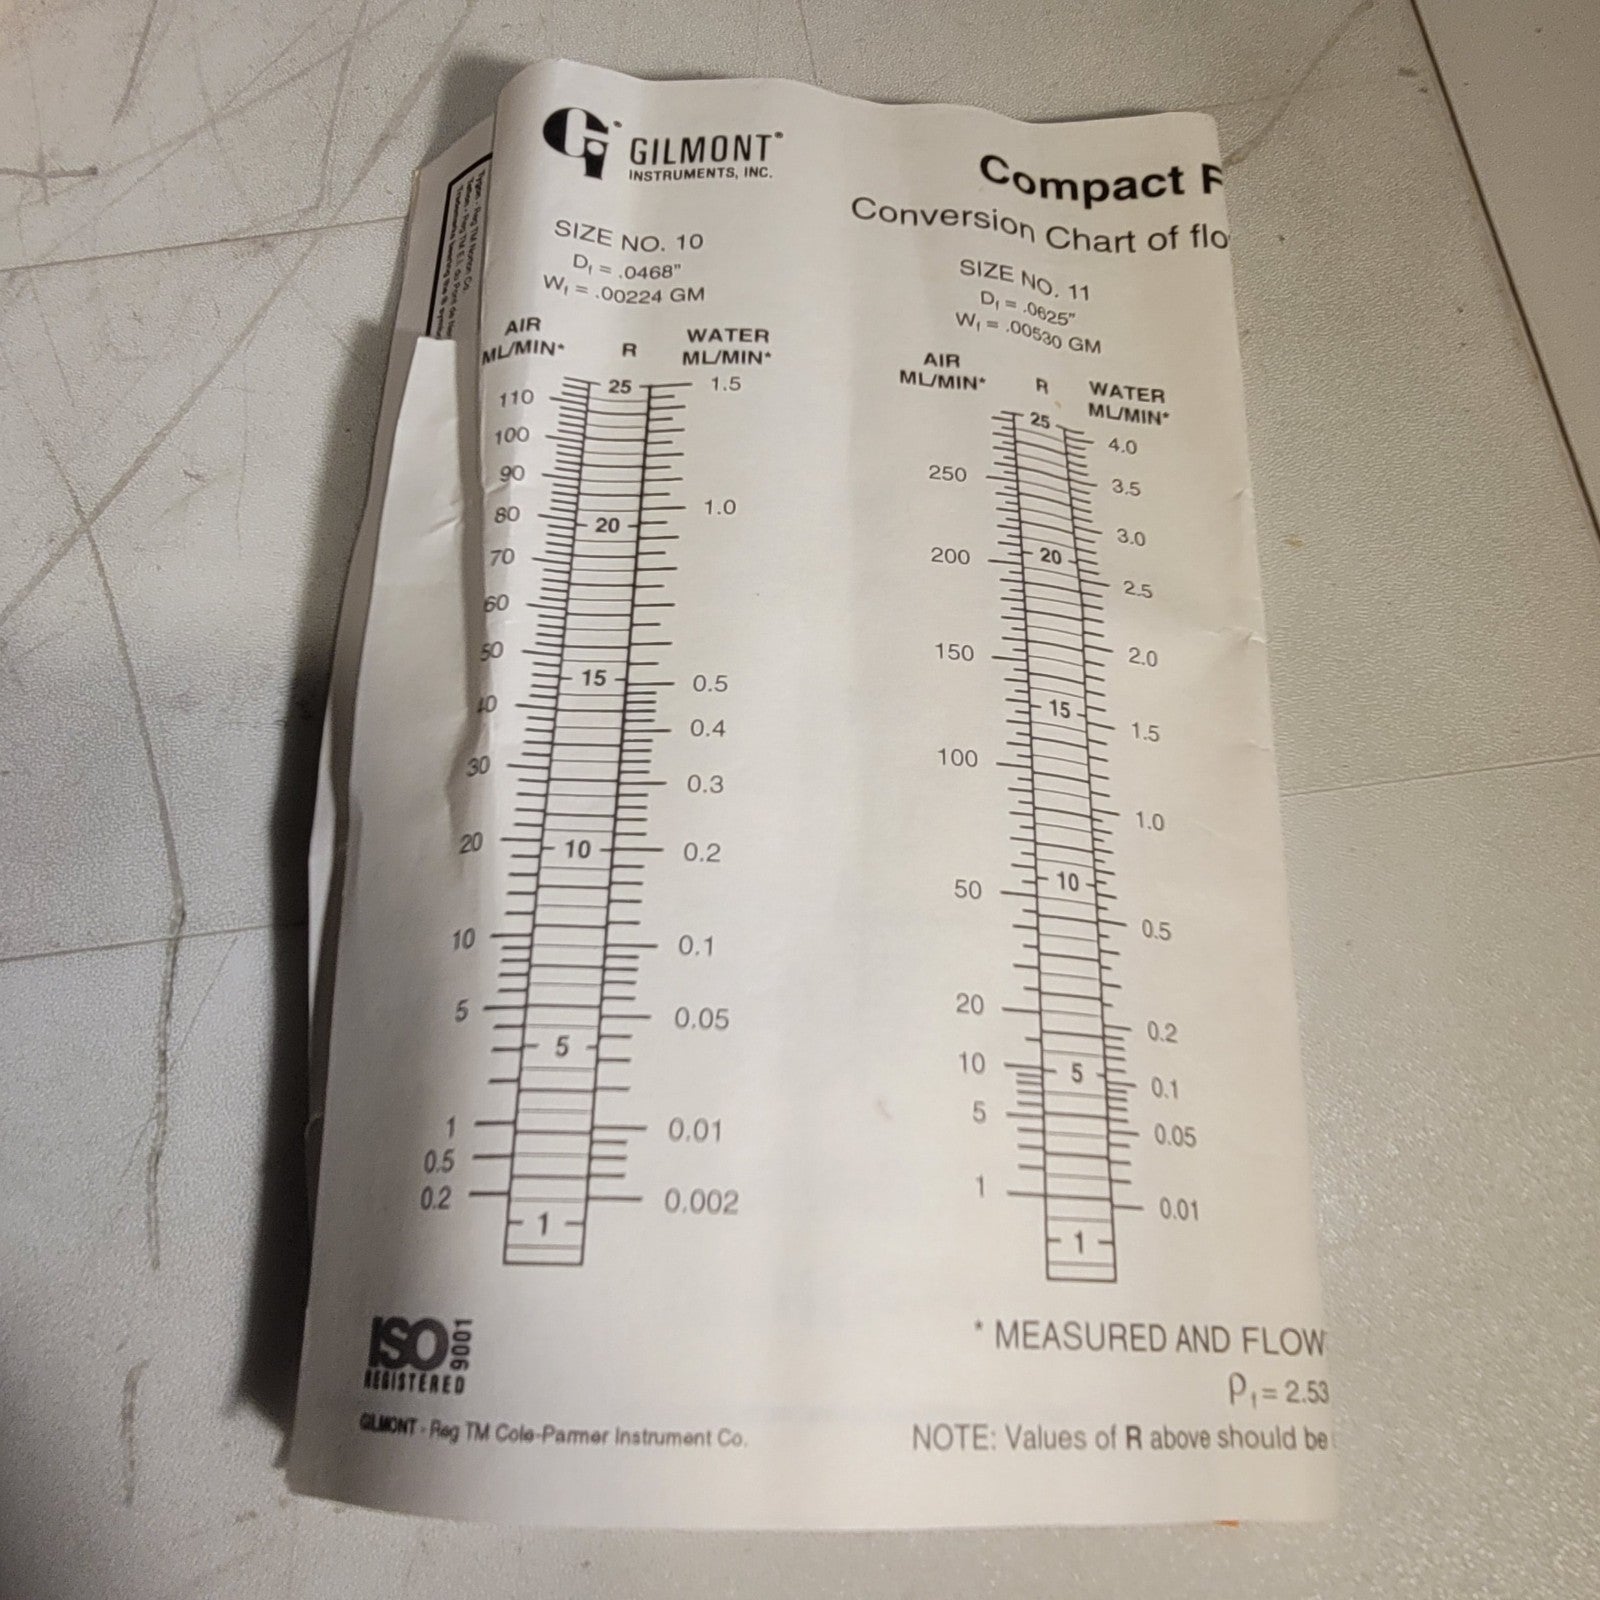 GILMONT®
INSTRUMENTS, INC.
Compact
Conversion Chart of flo
SIZE NO. 10
Df = .0468"
Wf = .00224 GM
AIR
ML/MIN*
R
WATER
ML/MIN*
110
100
90
80
70
60
50
40
30
20
10
5
1
0.5
0.2
25
20
15
10
5
1
1.5
1.0
0.5
0.4
0.3
0.2
0.1
0.05
0.01
0.002
SIZE NO. 11
Df = .0625"
Wf = .00530 GM
AIR
ML/MIN*
R
WATER
ML/MIN*
250
200
150
100
50
20
10
5
1
25
20
15
10
5
1
4.0
3.5
3.0
2.5
2.0
1.5
1.0
0.5
0.2
0.1
0.05
0.01
ISO 9001
REGISTERED
GILMONT - Reg TM Cole-Parmer Instrument Co.
* MEASURED AND FLOW
ρf = 2.53
NOTE: Values of R above should be